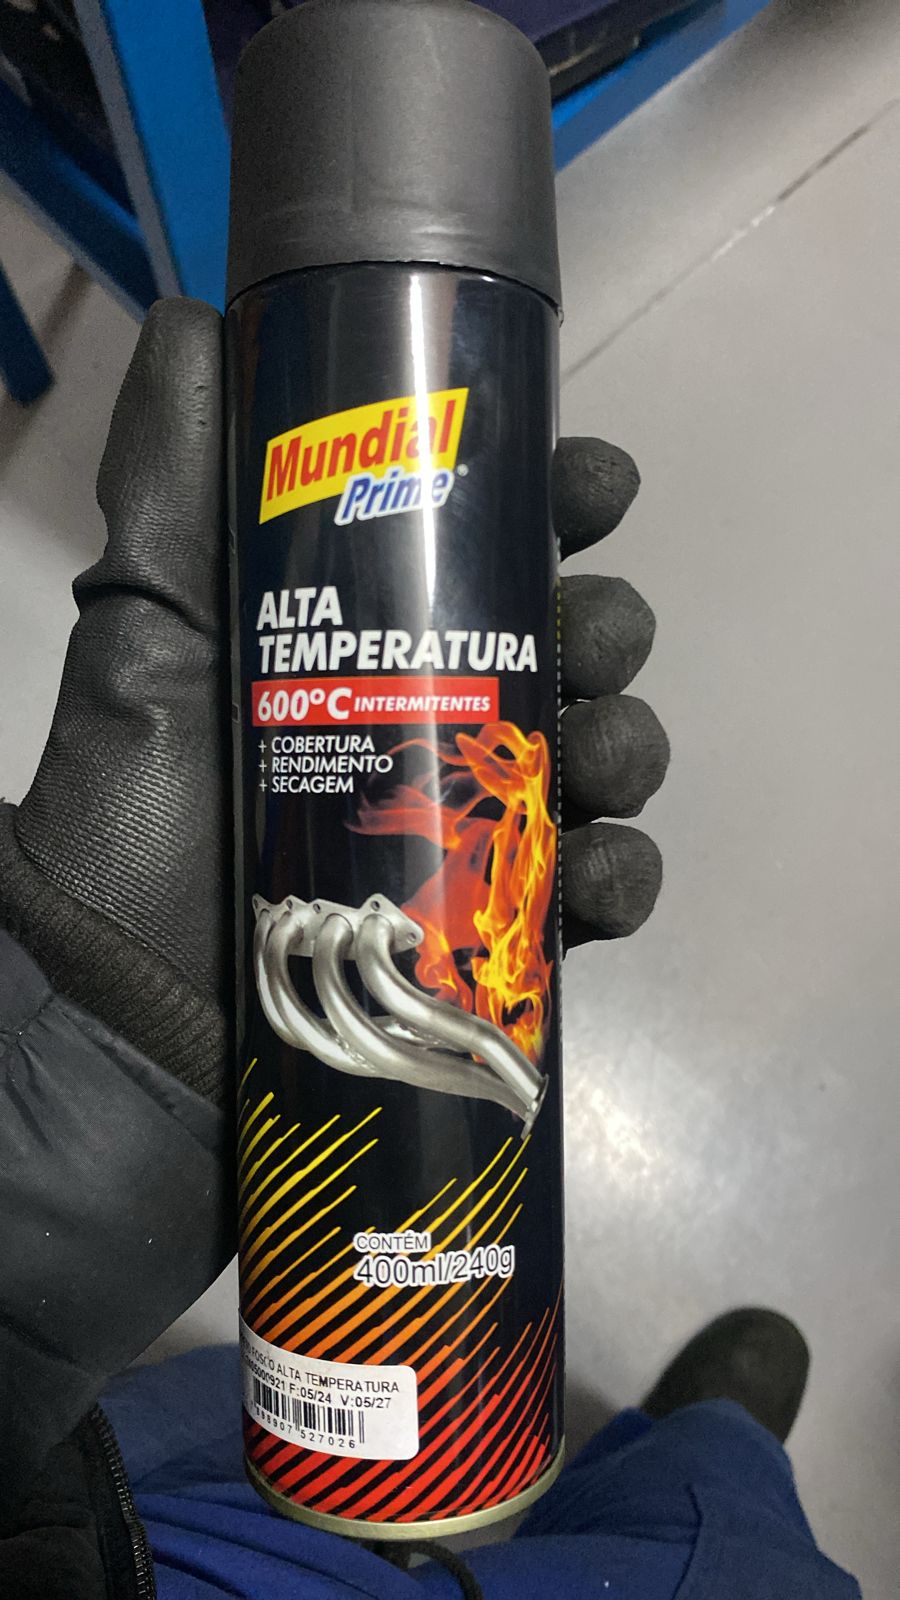 Mundial
Prime®
ALTA
TEMPERATURA
600°C INTERMITENTES
+ COBERTURA
+ RENDIMENTO
+ SECAGEM
CONTÉM
400ml/240g
FOSCO ALTA TEMPERATURA
F:05/24 V:05/27
898907 527026